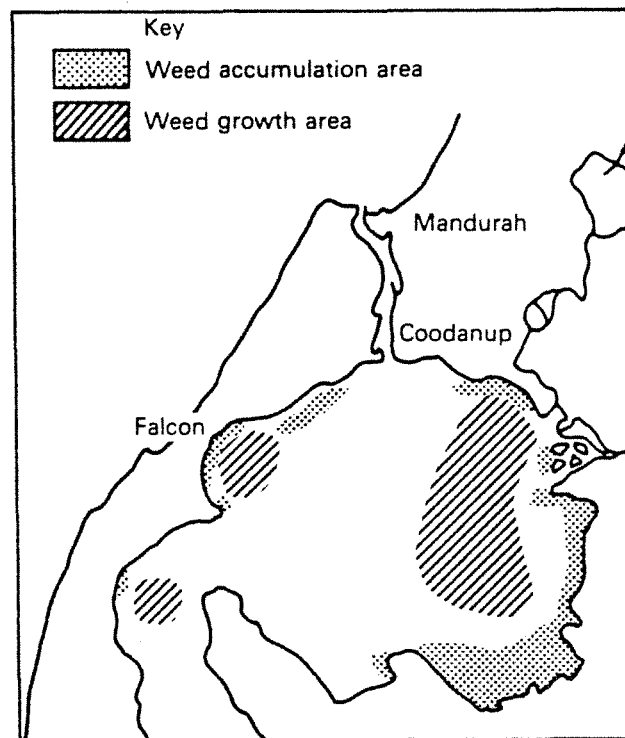 Key
Weed accumulation area
Weed growth area
Mandurah
Coodanup
Falcon